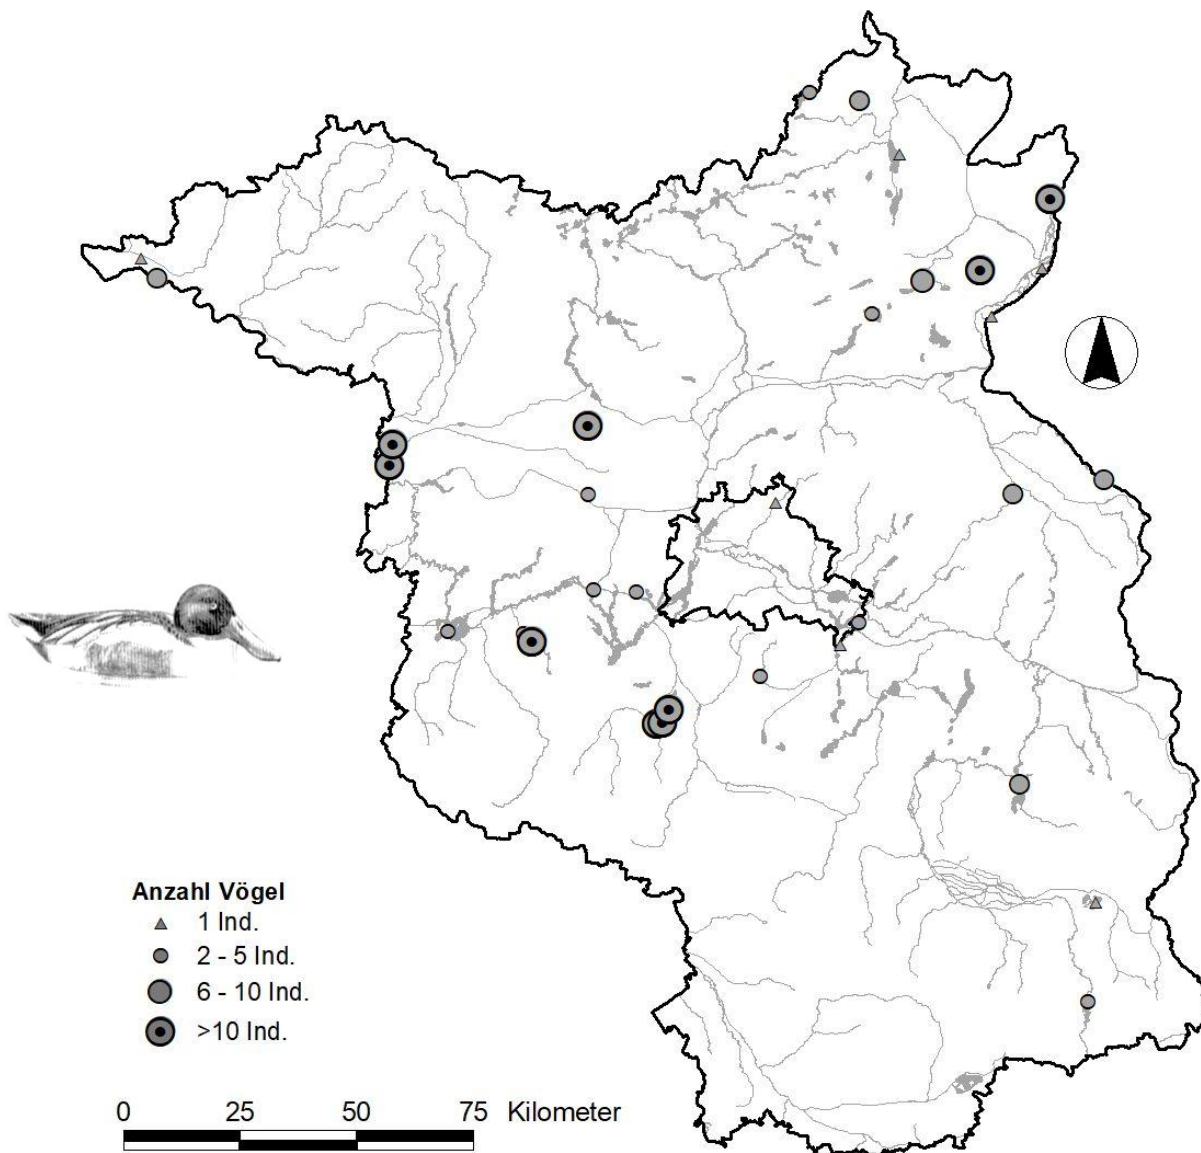 Anzahl Vögel
1 Ind.
2 - 5 Ind.
6 - 10 Ind.
>10 Ind.
0 25 50 75 Kilometer